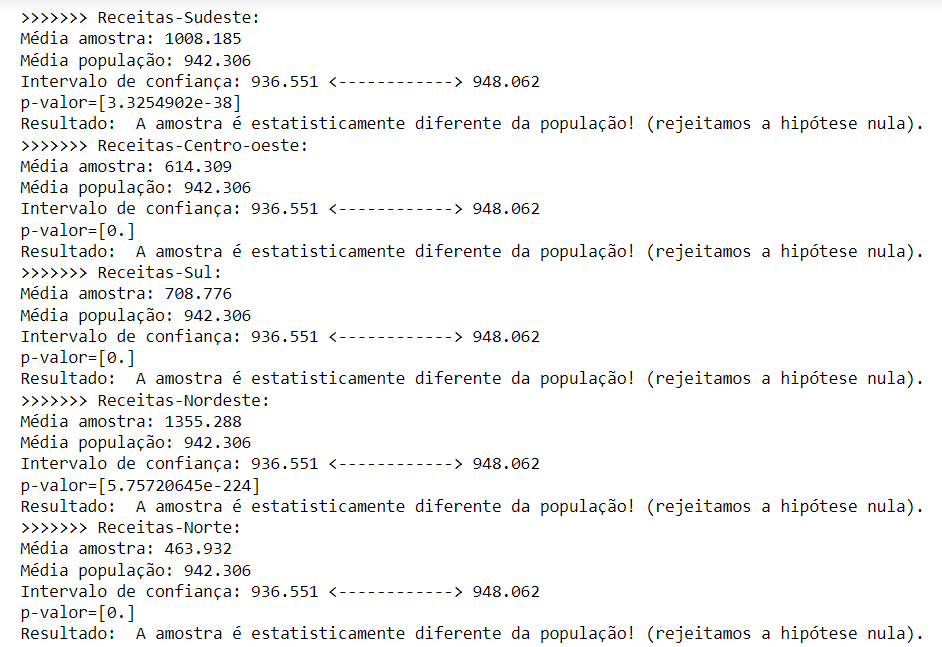 >>>>>>> Receitas-Sudeste:
Média amostra: 1008.185
Média população: 942.306
Intervalo de confiança: 936.551 <------------> 948.062
p-valor=[3.3254902e-38]
Resultado:  A amostra é estatisticamente diferente da população! (rejeitamos a hipótese nula).
>>>>>>> Receitas-Centro-oeste:
Média amostra: 614.309
Média população: 942.306
Intervalo de confiança: 936.551 <------------> 948.062
p-valor=[0.]
Resultado:  A amostra é estatisticamente diferente da população! (rejeitamos a hipótese nula).
>>>>>>> Receitas-Sul:
Média amostra: 708.776
Média população: 942.306
Intervalo de confiança: 936.551 <------------> 948.062
p-valor=[0.]
Resultado:  A amostra é estatisticamente diferente da população! (rejeitamos a hipótese nula).
>>>>>>> Receitas-Nordeste:
Média amostra: 1355.288
Média população: 942.306
Intervalo de confiança: 936.551 <------------> 948.062
p-valor=[5.75720645e-224]
Resultado:  A amostra é estatisticamente diferente da população! (rejeitamos a hipótese nula).
>>>>>>> Receitas-Norte:
Média amostra: 463.932
Média população: 942.306
Intervalo de confiança: 936.551 <------------> 948.062
p-valor=[0.]
Resultado:  A amostra é estatisticamente diferente da população! (rejeitamos a hipótese nula).